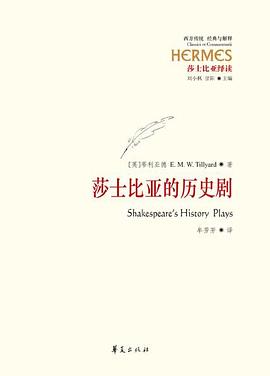 西方传统 经典与解释
Classici et Commentarii
HERMES
莎士比亚绎读
刘小枫 甘阳●主编
[英]蒂利亚德 E. M. W. Tillyard ● 著
莎士比亚的历史剧
Shakespeare's History Plays
牟芳芳 ● 译
华夏出版社